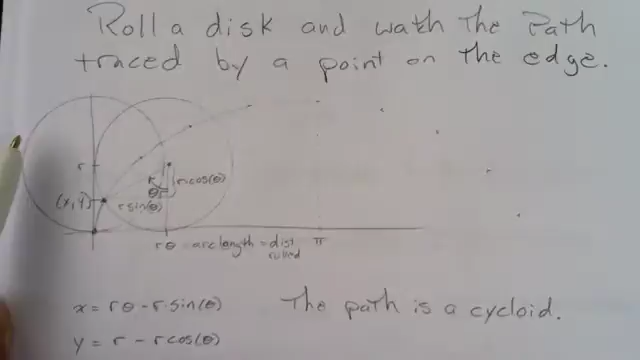 Roll a disk and wath the Path
traced by a point on the edge.
r
r
r cos(θ)
θ
(x,y)
r sin(θ)
rθ = arc length = dist
rolled
π
x = rθ - r·sin(θ)
The path is a cycloid.
y = r - r cos(θ)